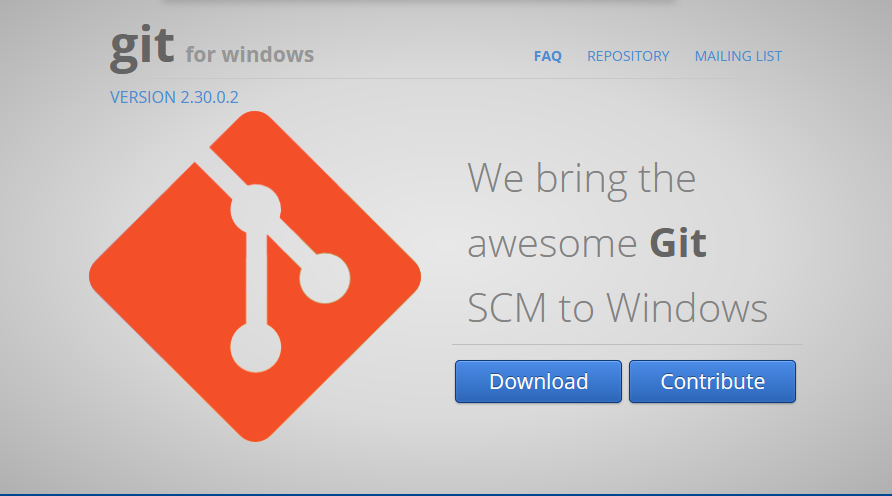 git for windows
FAQ REPOSITORY MAILING LIST
VERSION 2.30.0.2
We bring the
awesome Git
SCM to Windows
Download Contribute